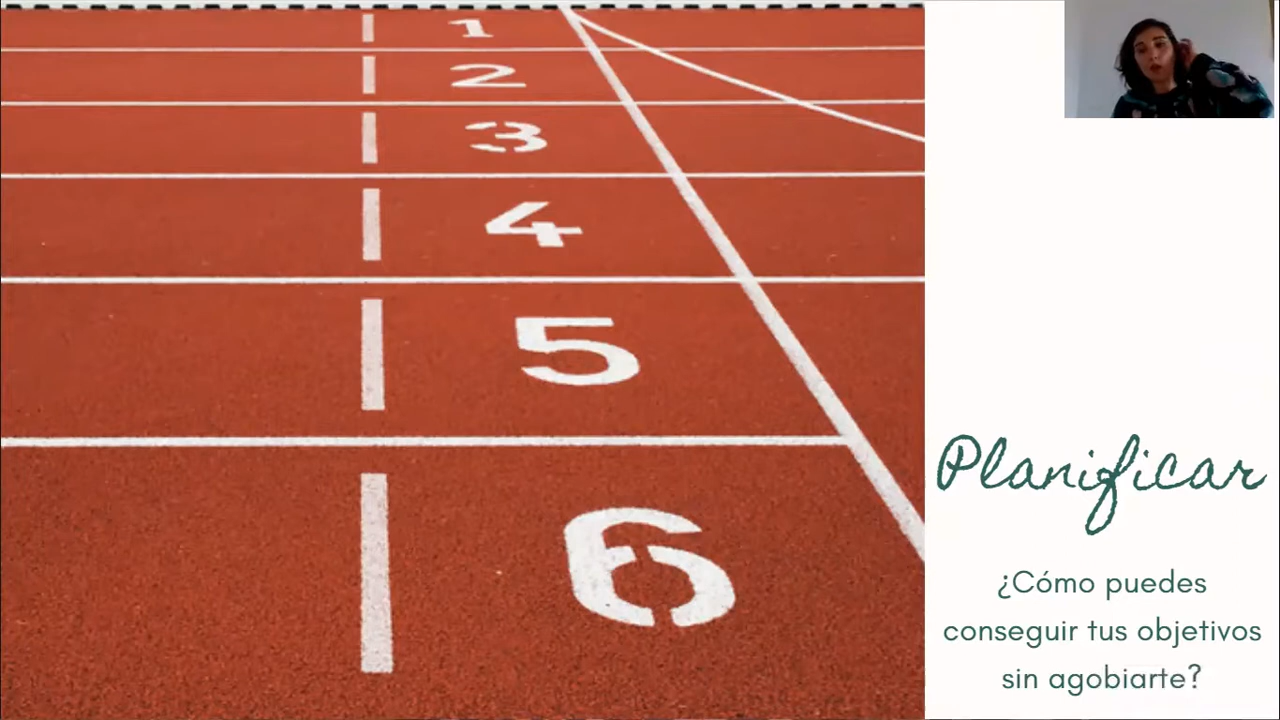 1
2
3
4
5
6
Planificar
¿Cómo puedes
conseguir tus objetivos
sin agobiarte?